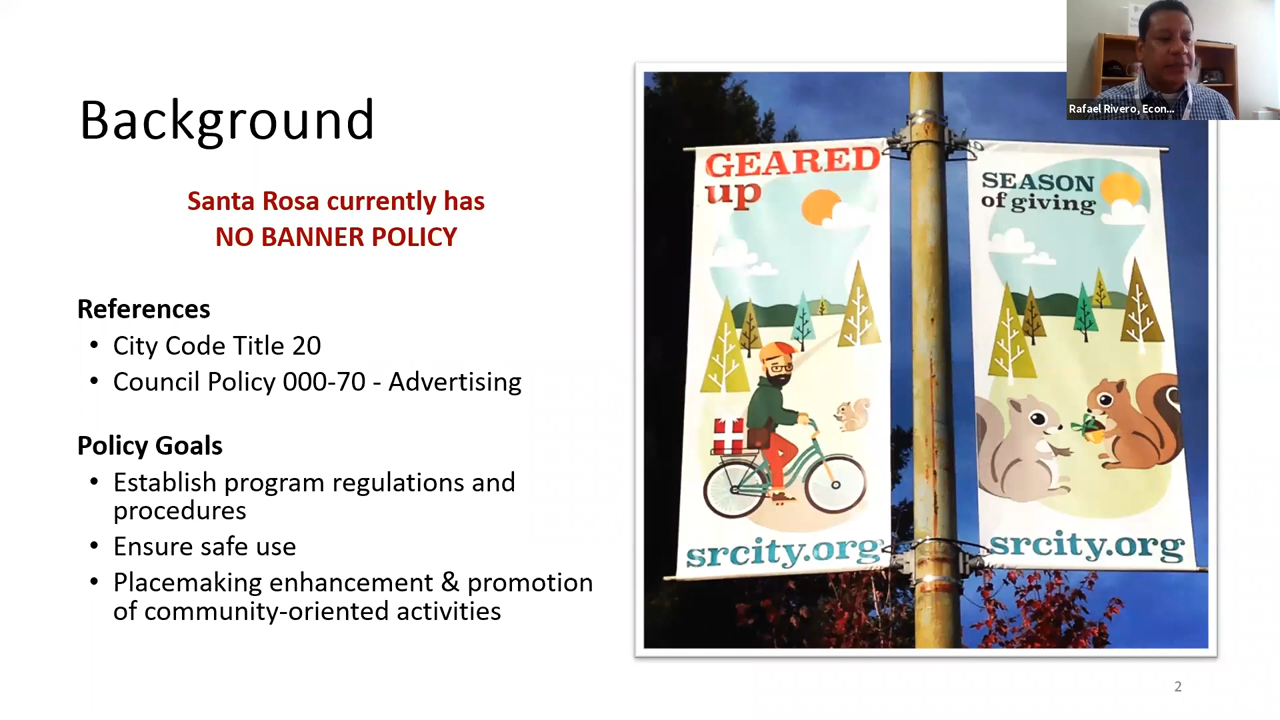 Background
Santa Rosa currently has
NO BANNER POLICY
References
• City Code Title 20
• Council Policy 000-70 - Advertising
Policy Goals
• Establish program regulations and
procedures
• Ensure safe use
• Placemaking enhancement & promotion
of community-oriented activities
GEARED
up
srcity.org
SEASON
of giving
srcity.org
Rafael Rivero, Econ...
2